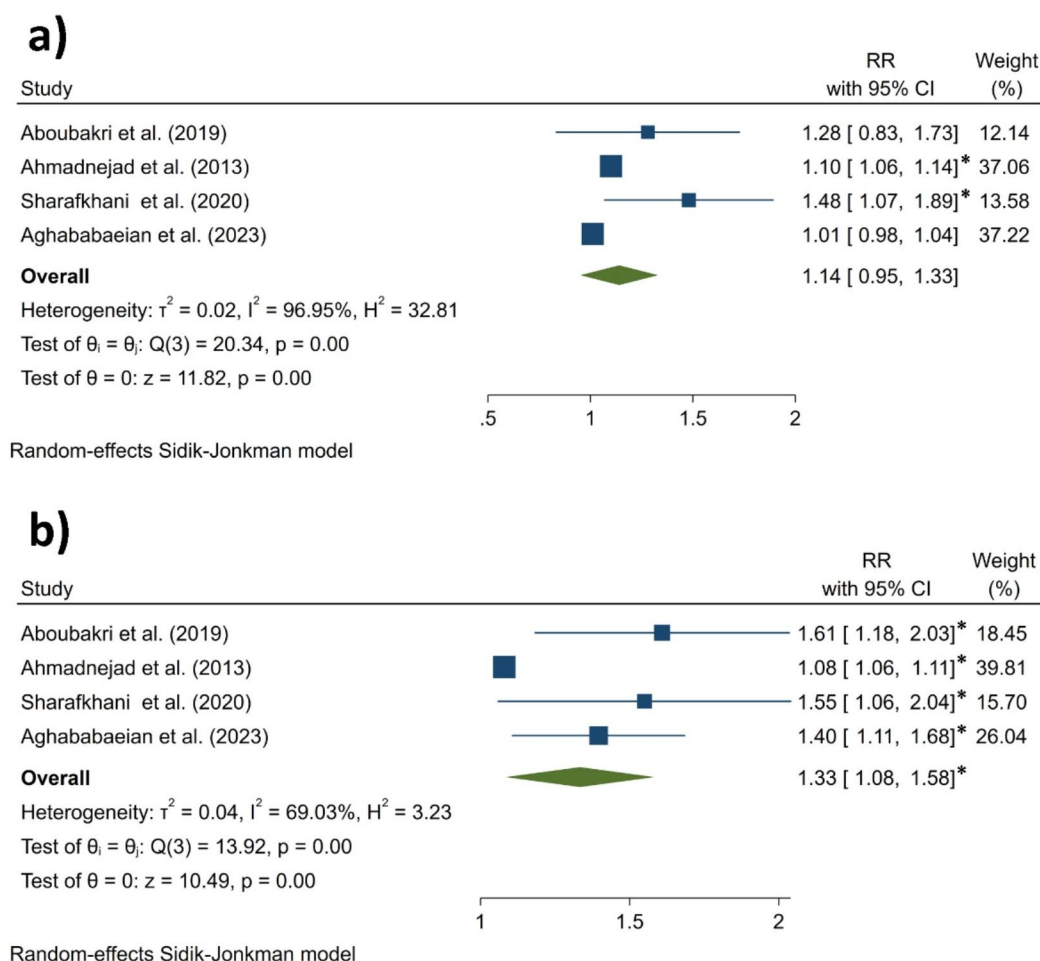 a)
RR Weight
Study with 95% CI (%)
Aboubakri et al. (2019) 1.28 [ 0.83, 1.73] 12.14
Ahmadnejad et al. (2013) 1.10 [ 1.06, 1.14]* 37.06
Sharafkhani et al. (2020) 1.48 [ 1.07, 1.89]* 13.58
Aghababaeian et al. (2023) 1.01 [ 0.98, 1.04] 37.22
Overall 1.14 [ 0.95, 1.33]
Heterogeneity: τ² = 0.02, I² = 96.95%, H² = 32.81
Test of θᵢ = θⱼ: Q(3) = 20.34, p = 0.00
Test of θ = 0: z = 11.82, p = 0.00
.5 1 1.5 2
Random-effects Sidik-Jonkman model
b)
RR Weight
Study with 95% CI (%)
Aboubakri et al. (2019) 1.61 [ 1.18, 2.03]* 18.45
Ahmadnejad et al. (2013) 1.08 [ 1.06, 1.11]* 39.81
Sharafkhani et al. (2020) 1.55 [ 1.06, 2.04]* 15.70
Aghababaeian et al. (2023) 1.40 [ 1.11, 1.68]* 26.04
Overall 1.33 [ 1.08, 1.58]*
Heterogeneity: τ² = 0.04, I² = 69.03%, H² = 3.23
Test of θᵢ = θⱼ: Q(3) = 13.92, p = 0.00
Test of θ = 0: z = 10.49, p = 0.00
1 1.5 2
Random-effects Sidik-Jonkman model